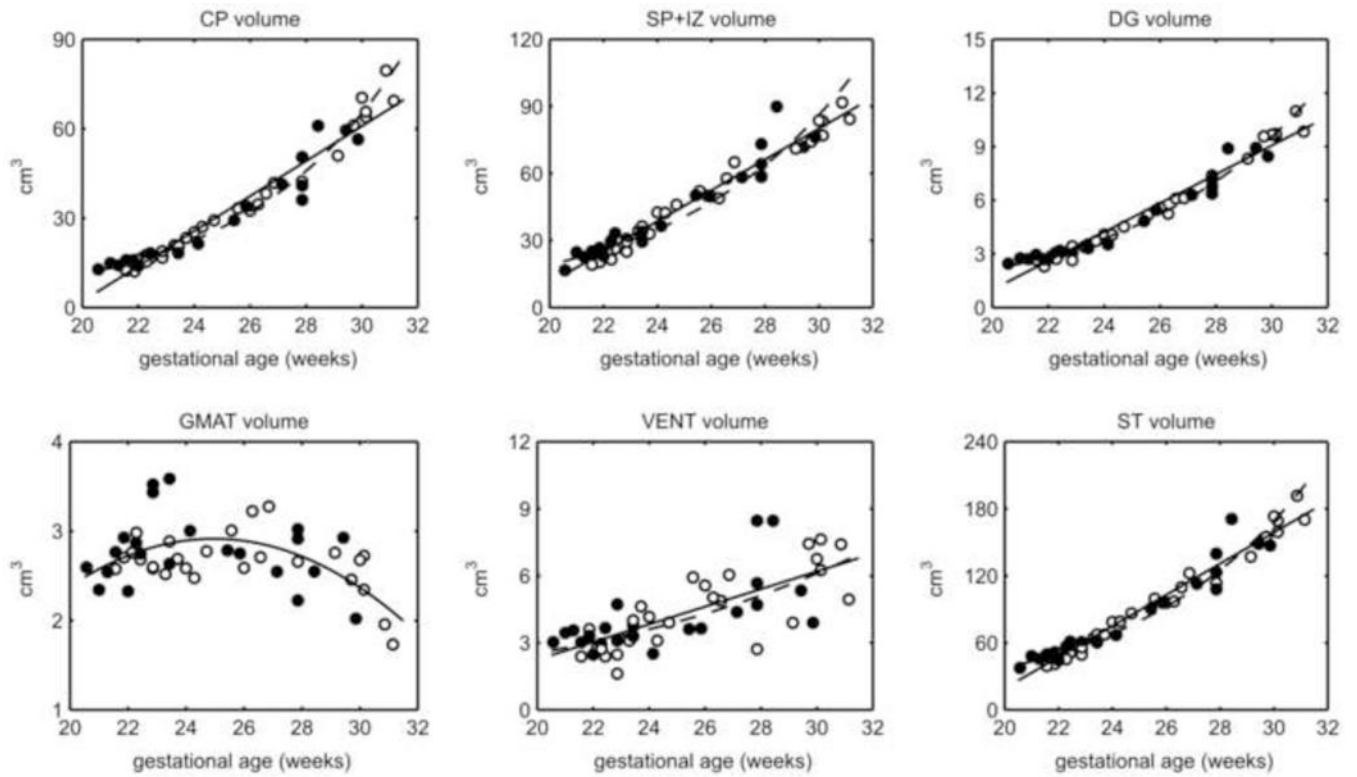 CP volume
90
60
30
0
cm³
20 22 24 26 28 30 32
gestational age (weeks)
SP+IZ volume
120
90
60
30
0
cm³
20 22 24 26 28 30 32
gestational age (weeks)
DG volume
15
12
9
6
3
0
cm³
20 22 24 26 28 30 32
gestational age (weeks)
GMAT volume
4
3
2
1
cm³
20 22 24 26 28 30 32
gestational age (weeks)
VENT volume
12
9
6
3
0
cm³
20 22 24 26 28 30 32
gestational age (weeks)
ST volume
240
180
120
60
0
cm³
20 22 24 26 28 30 32
gestational age (weeks)